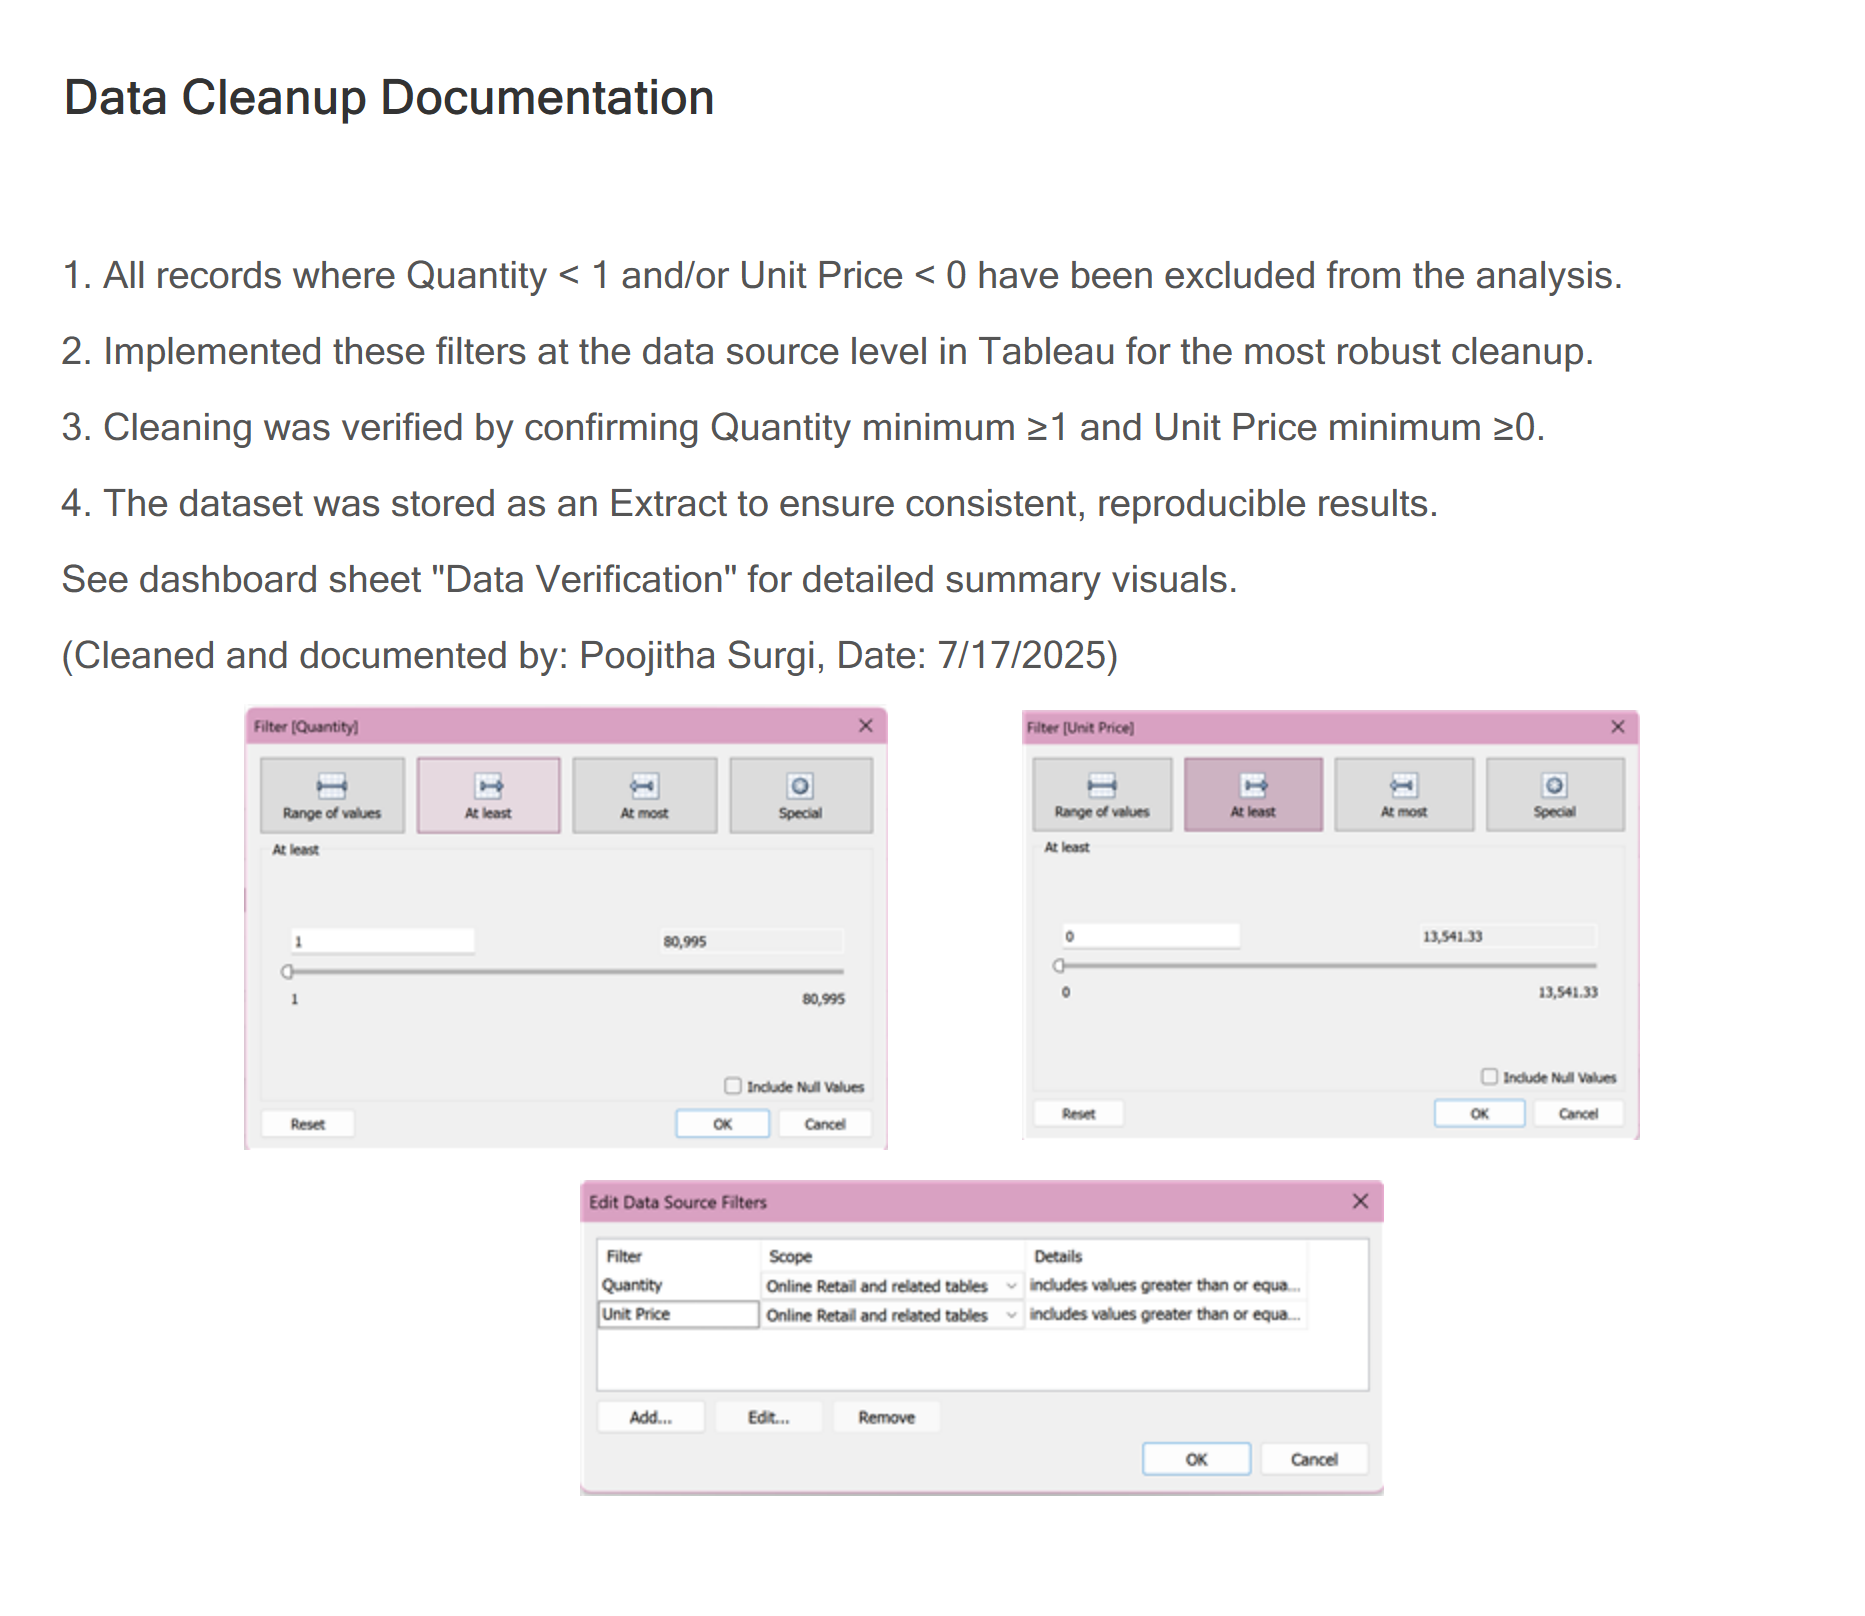 Data Cleanup Documentation
1. All records where Quantity < 1 and/or Unit Price < 0 have been excluded from the analysis.
2. Implemented these filters at the data source level in Tableau for the most robust cleanup.
3. Cleaning was verified by confirming Quantity minimum ≥1 and Unit Price minimum ≥0.
4. The dataset was stored as an Extract to ensure consistent, reproducible results.
See dashboard sheet "Data Verification" for detailed summary visuals.
(Cleaned and documented by: Poojitha Surgi, Date: 7/17/2025)
Filter [Quantity]
Range of values At least At most Special
At least
1 80,995
1 80,995
Include Null Values
Reset OK Cancel
Filter [Unit Price]
Range of values At least At most Special
At least
0 13,541.33
0 13,541.33
Include Null Values
Reset OK Cancel
Edit Data Source Filters
Filter Scope Details
Quantity Online Retail and related tables includes values greater than or equa...
Unit Price Online Retail and related tables includes values greater than or equa...
Add... Edit... Remove
OK Cancel